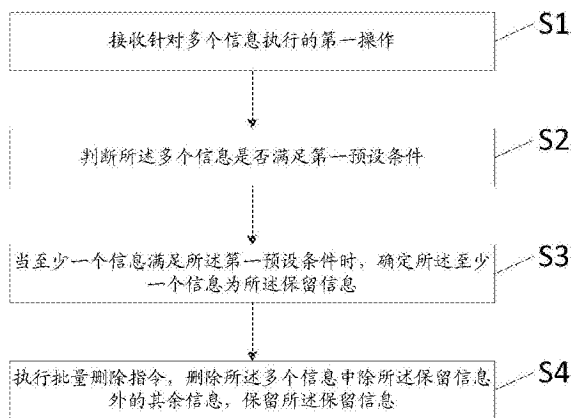 接收针对多个信息执行的第一操作
S1
判断所述多个信息是否满足第一预设条件
S2
当至少一个信息满足所述第一预设条件时，确定所述至少
一个信息为所述保留信息
S3
执行批量删除指令，删除所述多个信息中除所述保留信息
外的其余信息，保留所述保留信息
S4